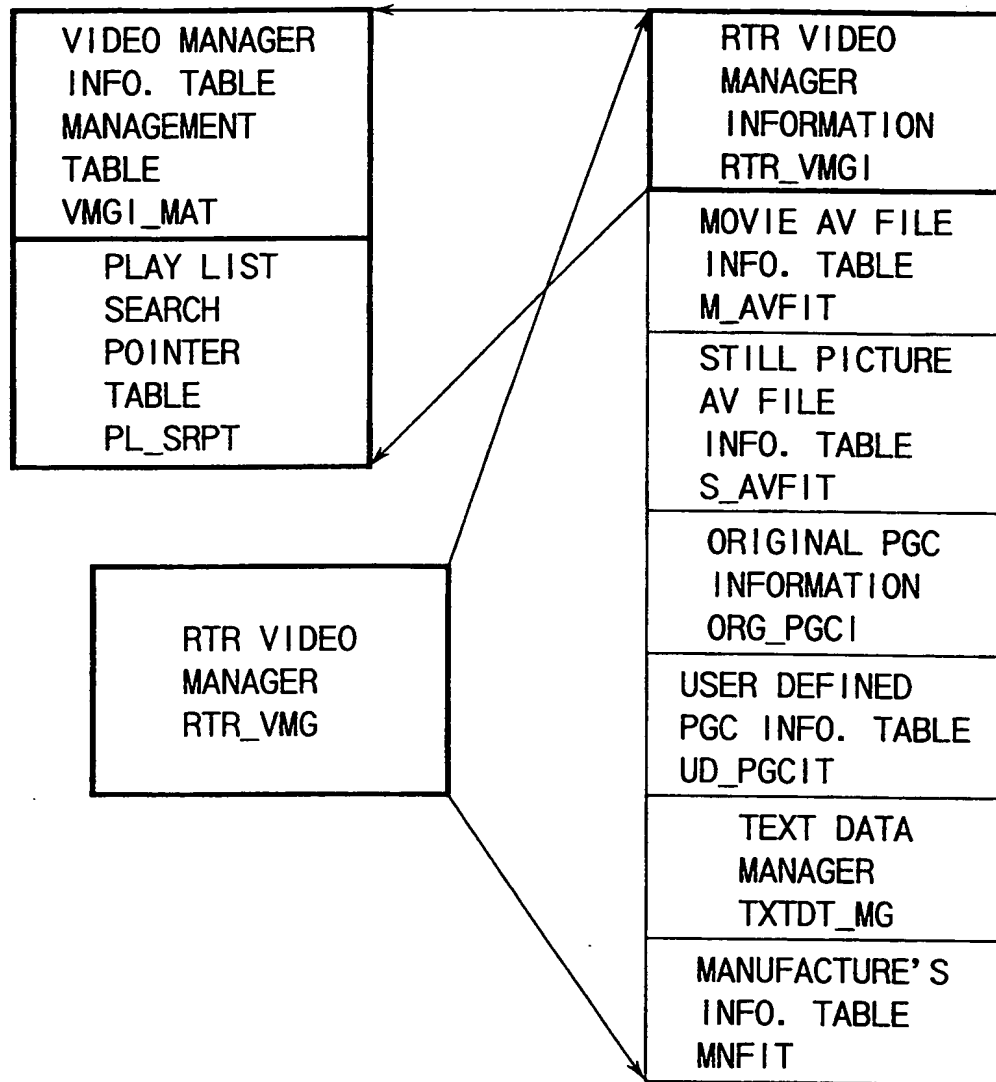 VIDEO MANAGER
INFO. TABLE
MANAGEMENT
TABLE
VMGI_MAT
PLAY LIST
SEARCH
POINTER
TABLE
PL_SRPT
RTR VIDEO
MANAGER
RTR_VMG
RTR VIDEO
MANAGER
INFORMATION
RTR_VMGI
MOVIE AV FILE
INFO. TABLE
M_AVFIT
STILL PICTURE
AV FILE
INFO. TABLE
S_AVFIT
ORIGINAL PGC
INFORMATION
ORG_PGCI
USER DEFINED
PGC INFO. TABLE
UD_PGCIT
TEXT DATA
MANAGER
TXTDT_MG
MANUFACTURE'S
INFO. TABLE
MNFIT